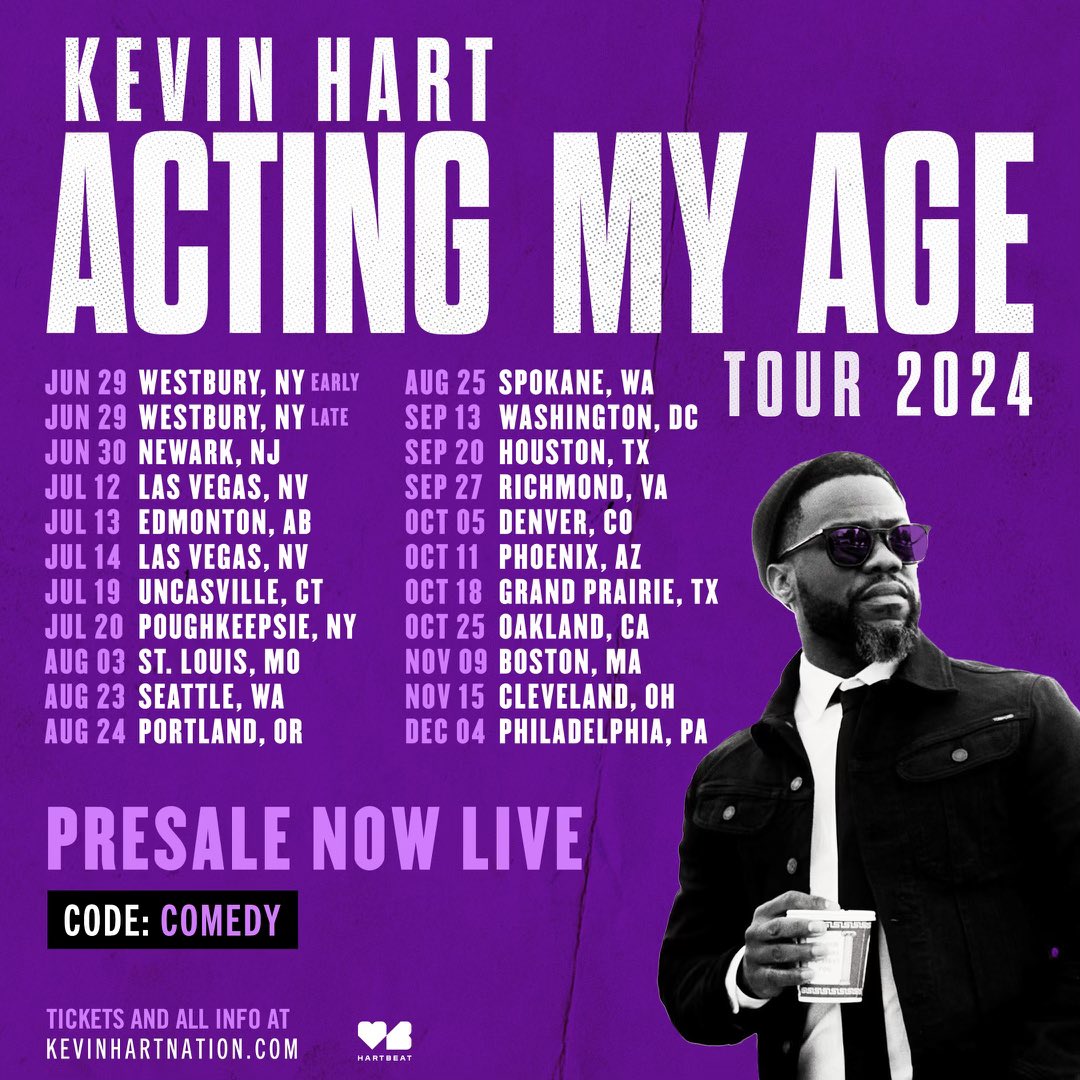 KEVIN HART
ACTING MY AGE
TOUR 2024
JUN 29 WESTBURY, NY EARLY
JUN 29 WESTBURY, NY LATE
JUN 30 NEWARK, NJ
JUL 12 LAS VEGAS, NV
JUL 13 EDMONTON, AB
JUL 14 LAS VEGAS, NV
JUL 19 UNCASVILLE, CT
JUL 20 POUGHKEEPSIE, NY
AUG 03 ST. LOUIS, MO
AUG 23 SEATTLE, WA
AUG 24 PORTLAND, OR
AUG 25 SPOKANE, WA
SEP 13 WASHINGTON, DC
SEP 20 HOUSTON, TX
SEP 27 RICHMOND, VA
OCT 05 DENVER, CO
OCT 11 PHOENIX, AZ
OCT 18 GRAND PRAIRIE, TX
OCT 25 OAKLAND, CA
NOV 09 BOSTON, MA
NOV 15 CLEVELAND, OH
DEC 04 PHILADELPHIA, PA
PRESALE NOW LIVE
CODE: COMEDY
TICKETS AND ALL INFO AT
KEVINHARTNATION.COM
HARTBEAT